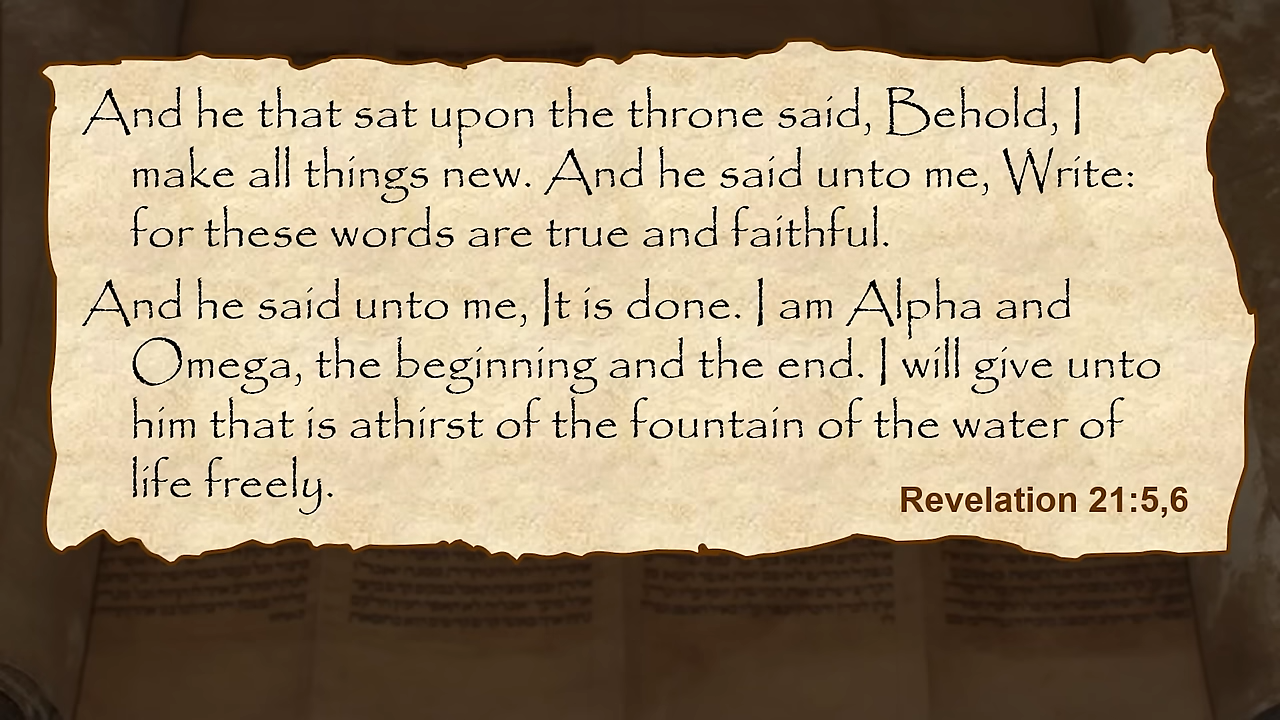 And he that sat upon the throne said, Behold, I
make all things new. And he said unto me, Write:
for these words are true and faithful.
And he said unto me, It is done. I am Alpha and
Omega, the beginning and the end. I will give unto
him that is athirst of the fountain of the water of
life freely.
Revelation 21:5,6